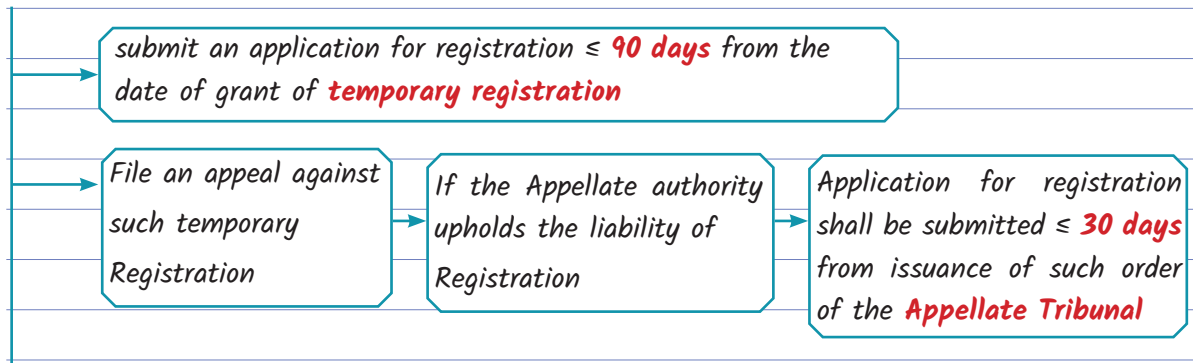 submit an application for registration ≤ 90 days from the
date of grant of temporary registration
File an appeal against
such temporary
Registration
If the Appellate authority
upholds the liability of
Registration
Application for registration
shall be submitted ≤ 30 days
from issuance of such order
of the Appellate Tribunal